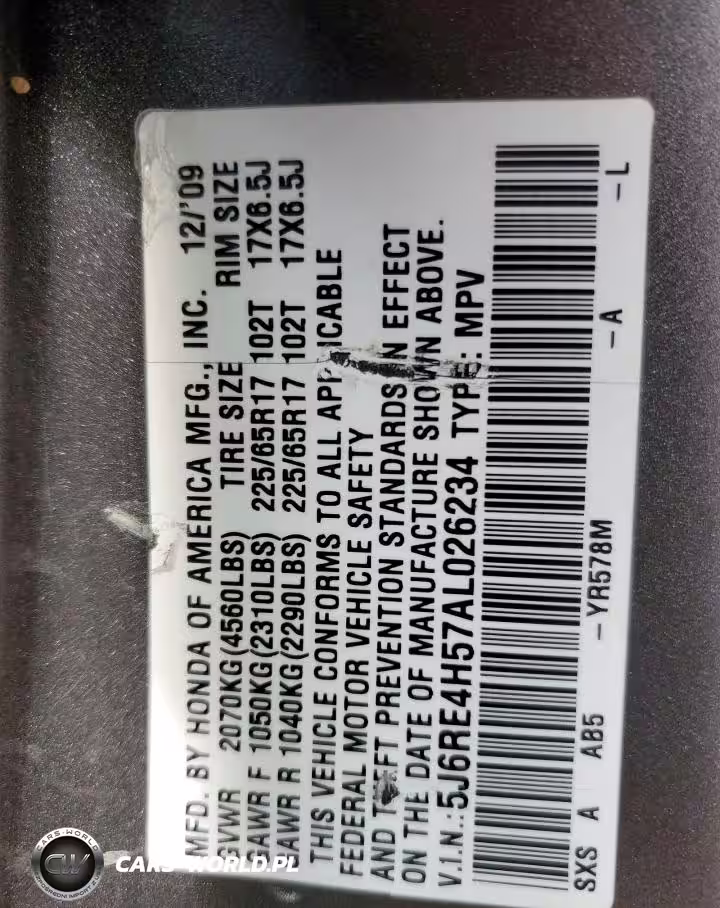 MFD. BY HONDA OF AMERICA MFG., INC. 12/'09
GVWR 2070KG(4560LBS) TIRE SIZE RIM SIZE
GAWR F 1050KG(2310LBS) 225/65R17 102T 17X6.5J
GAWR R 1040KG(2290LBS) 225/65R17 102T 17X6.5J
THIS VEHICLE CONFORMS TO ALL APPLICABLE
FEDERAL MOTOR VEHICLE SAFETY
AND THEFT PREVENTION STANDARDS IN EFFECT
ON THE DATE OF MANUFACTURE SHOWN ABOVE.
V.I.N.:5J6RE4H57AL026234 TYPE: MPV
SXS A AB5 –YR578M –A –L
CARS-WORLD
CW
CARS-WORLD.PL